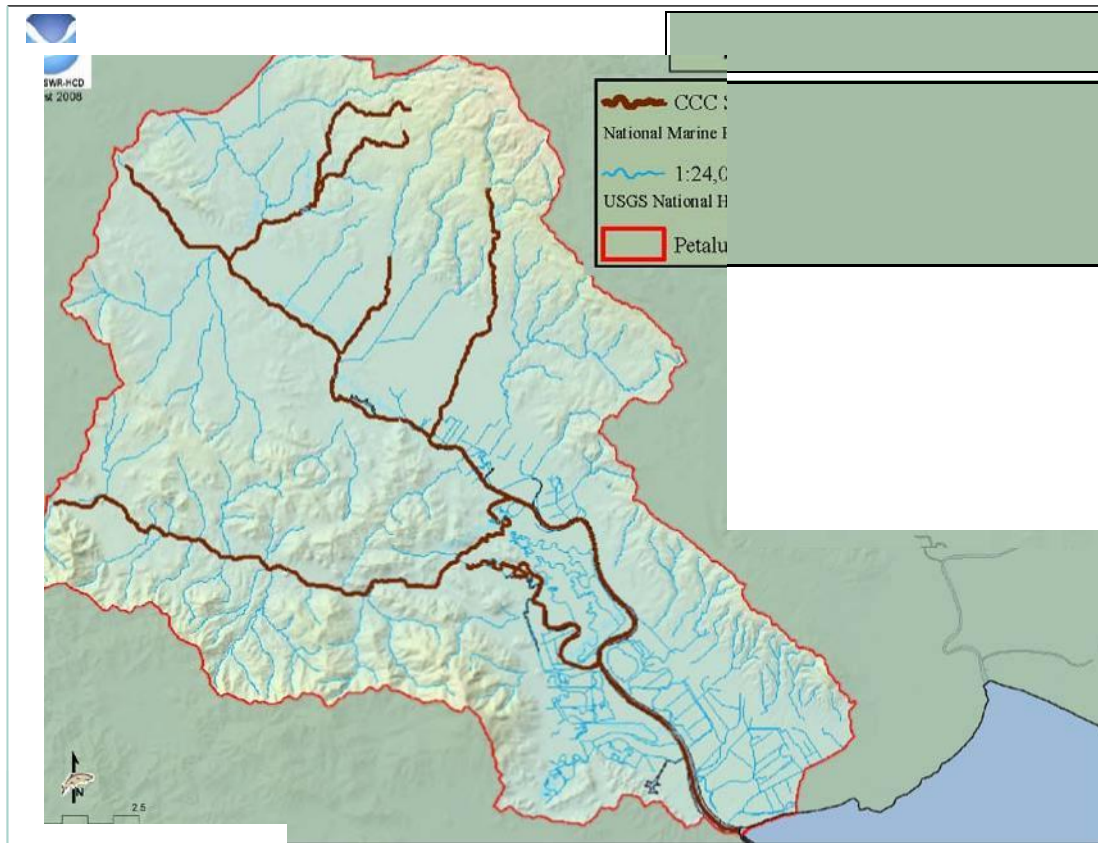 SWR-HCD
st 2008
CCC S
National Marine F
1:24,0
USGS National H
Petalu
N
2.5